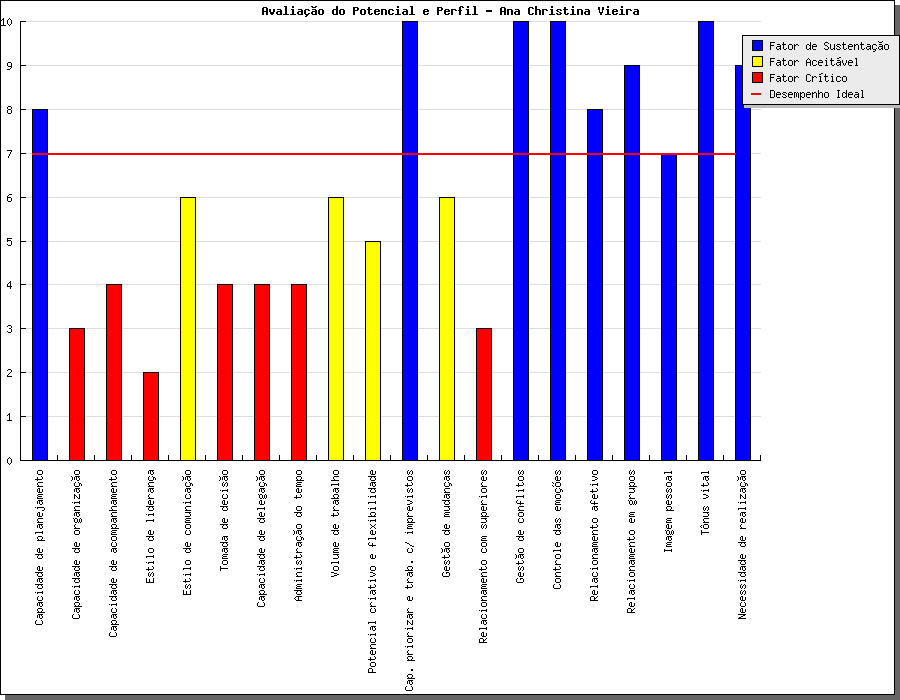 Avaliação do Potencial e Perfil - Ana Christina Vieira
10
9
8
7
6
5
4
3
2
1
0
Fator de Sustentação
Fator Aceitável
Fator Crítico
Desempenho Ideal
Capacidade de planejamento
Capacidade de organização
Capacidade de acompanhamento
Estilo de liderança
Estilo de comunicação
Tomada de decisão
Capacidade de delegação
Administração do tempo
Volume de trabalho
Potencial criativo e flexibilidade
Cap. priorizar e trab. c/ imprevistos
Gestão de mudanças
Relacionamento com superiores
Gestão de conflitos
Controle das emoções
Relacionamento afetivo
Relacionamento em grupos
Imagem pessoal
Tônus vital
Necessidade de realização